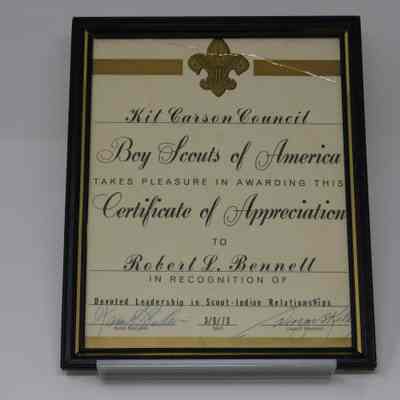 Kit Carson Council
Boy Scouts of America
TAKES PLEASURE IN AWARDING THIS
Certificate of Appreciation
TO
Robert L. Bennett
IN RECOGNITION OF
Devoted Leadership in Scout-Indian Relationships